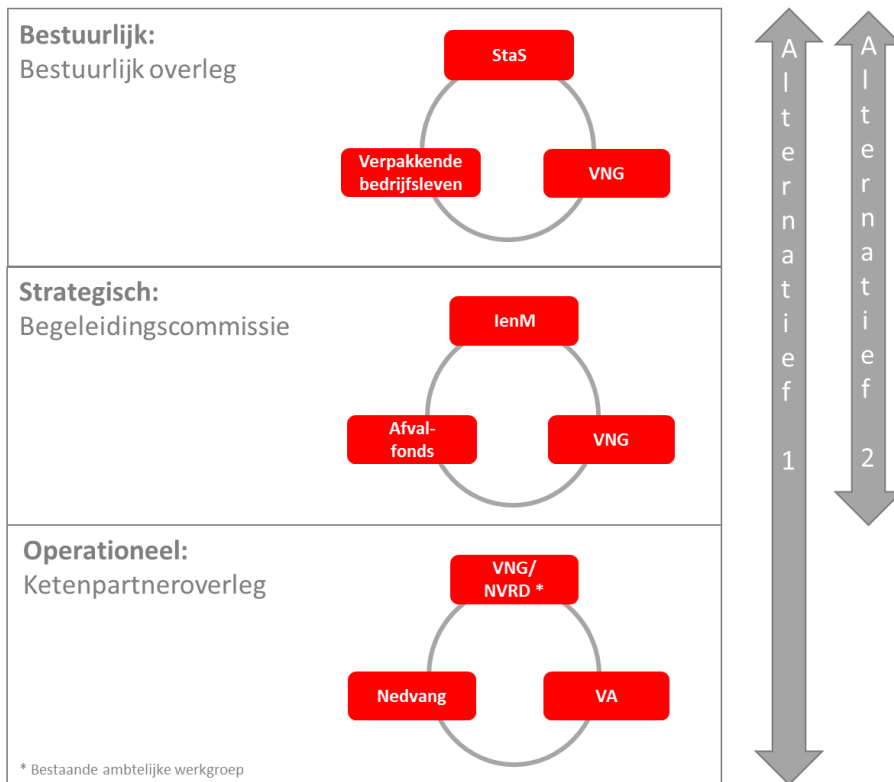 Bestuurlijk:
Bestuurlijk overleg
StaS
Verpakkende
bedrijfsleven
VNG
Strategisch:
Begeleidingscommissie
IenM
Afval-
fonds
VNG
Operationeel:
Ketenpartneroverleg
VNG/
NVRD *
Nedvang
VA
* Bestaande ambtelijke werkgroep
Alternatief 1
Alternatief 2